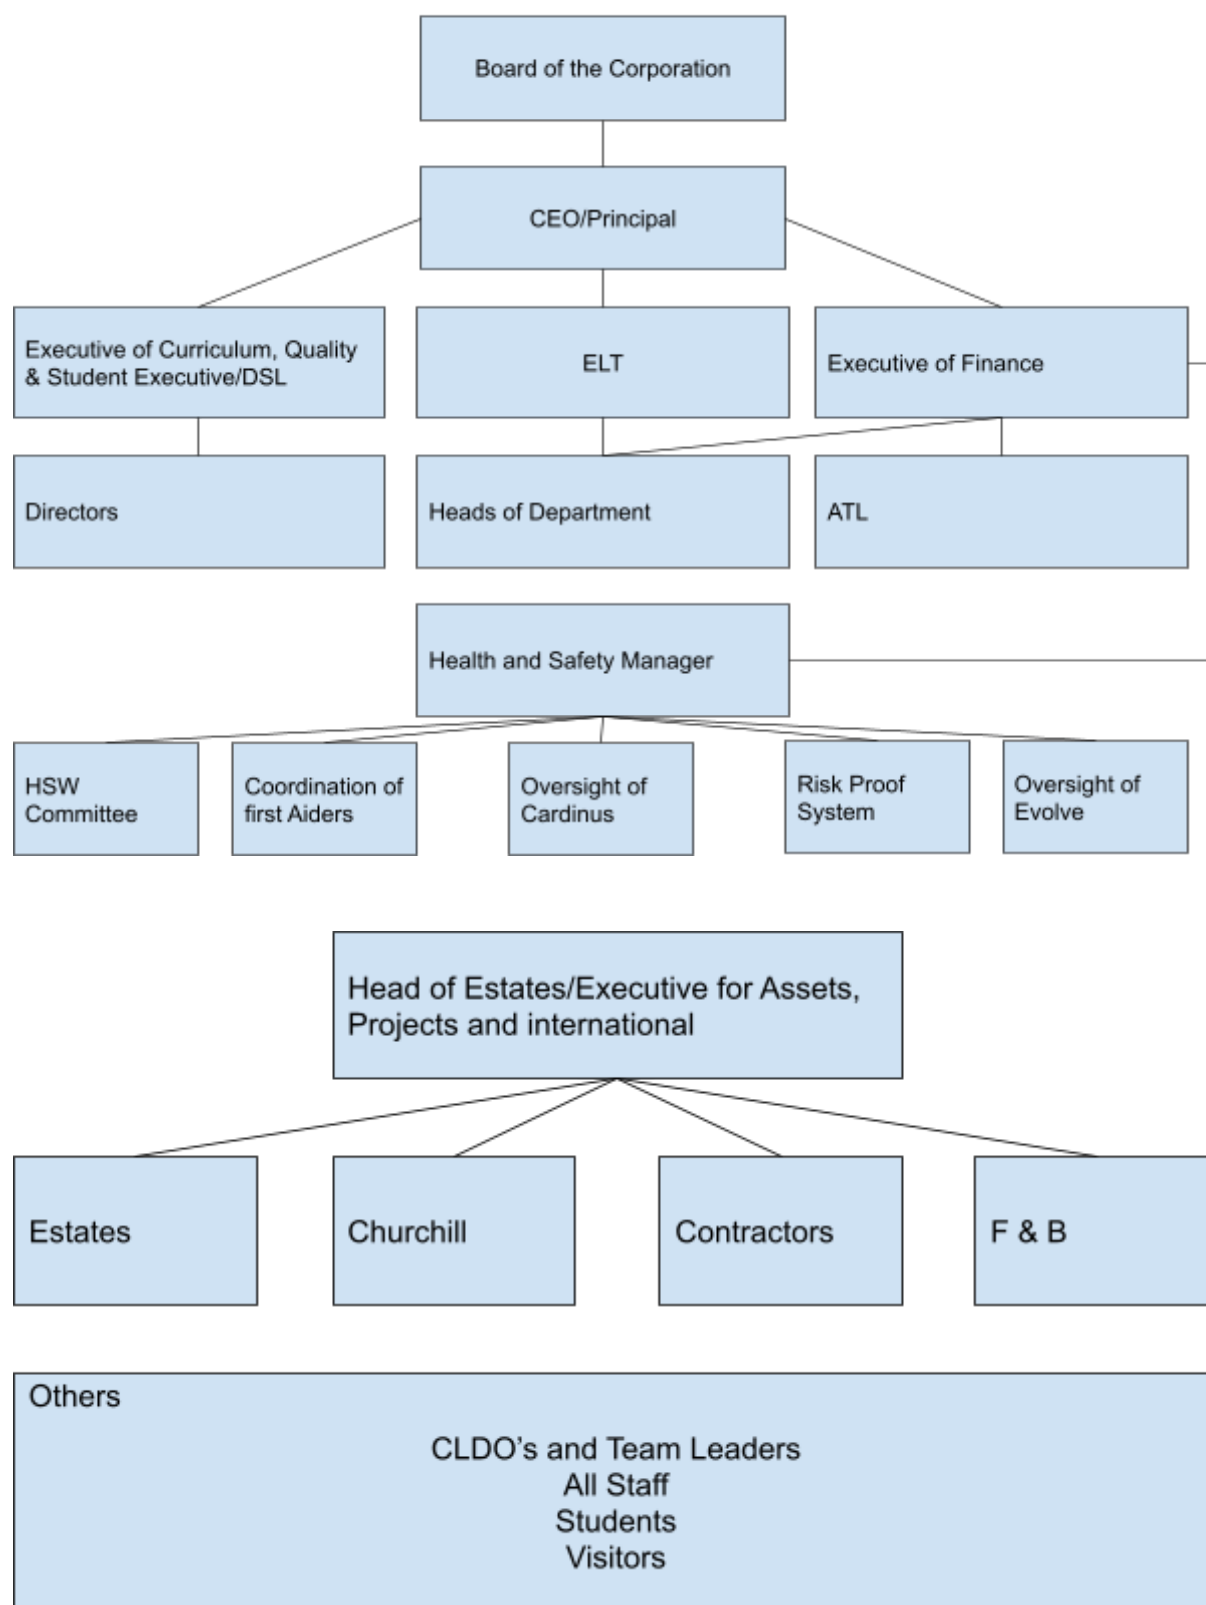 Board of the Corporation
CEO/Principal
Executive of Curriculum, Quality
& Student Executive/DSL
ELT
Executive of Finance
Directors
Heads of Department
ATL
Health and Safety Manager
HSW
Committee
Coordination of
first Aiders
Oversight of
Cardinus
Risk Proof
System
Oversight of
Evolve
Head of Estates/Executive for Assets,
Projects and international
Estates
Churchill
Contractors
F & B
Others
CLDO’s and Team Leaders
All Staff
Students
Visitors